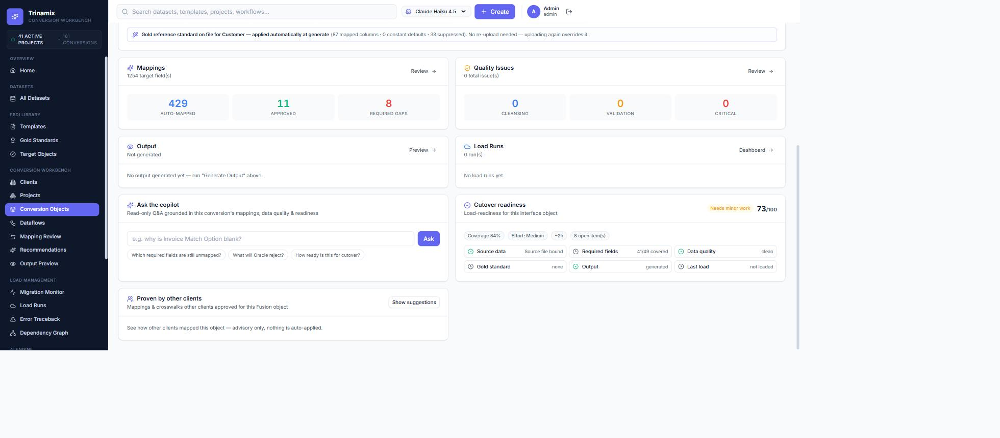 Trinamix
CONVERSION WORKBENCH
41 ACTIVE PROJECTS · 181 CONVERSIONS
OVERVIEW
Home
DATASETS
All Datasets
FBDI LIBRARY
Templates
Gold Standards
Target Objects
CONVERSION WORKBENCH
Clients
Projects
Conversion Objects
Dataflows
Mapping Review
Recommendations
Output Preview
LOAD MANAGEMENT
Migration Monitor
Load Runs
Error Traceback
Dependency Graph
AI ENGINE
Search datasets, templates, projects, workflows...
Claude Haiku 4.5
Create
A
Admin
admin
Gold reference standard on file for Customer — applied automatically at generate (87 mapped columns · 0 constant defaults · 33 suppressed). No re-upload needed — uploading again overrides it.
Mappings
1254 target field(s)
Review →
429
AUTO-MAPPED
11
APPROVED
8
REQUIRED GAPS
Quality Issues
0 total issue(s)
Review →
0
CLEANSING
0
VALIDATION
0
CRITICAL
Output
Not generated
Preview →
No output generated yet — run "Generate Output" above.
Load Runs
0 run(s)
Dashboard →
No load runs yet.
Ask the copilot
Read-only Q&A grounded in this conversion's mappings, data quality & readiness
e.g. why is Invoice Match Option blank?
Ask
Which required fields are still unmapped?
What will Oracle reject?
How ready is this for cutover?
Cutover readiness
Load-readiness for this interface object
Needs minor work
73/100
Coverage 84%
Effort: Medium
~2h
8 open item(s)
Source data Source file bound
Required fields 41/49 covered
Data quality clean
Gold standard none
Output generated
Last load not loaded
Proven by other clients
Mappings & crosswalks other clients approved for this Fusion object
Show suggestions
See how other clients mapped this object — advisory only, nothing is auto-applied.